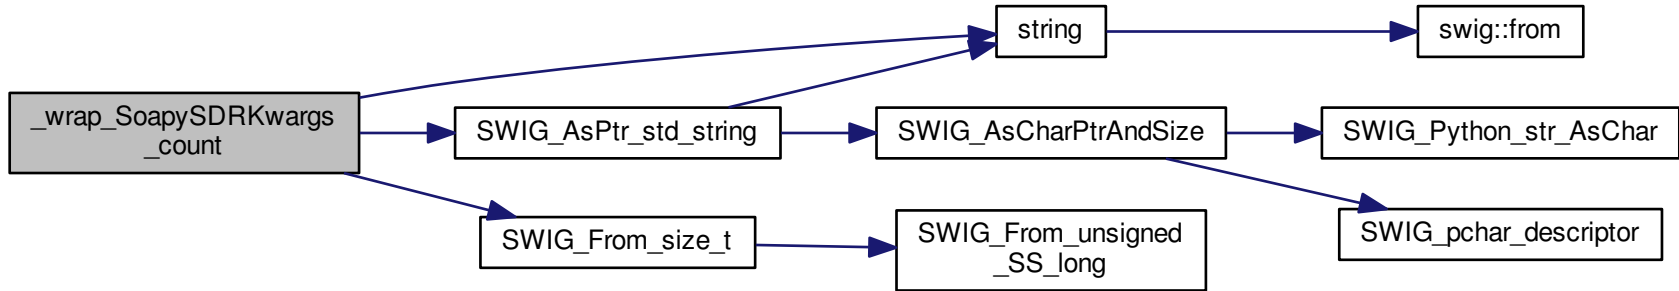 _wrap_SoapySDRKwargs
_count
string
swig::from
SWIG_AsPtr_std_string
SWIG_AsCharPtrAndSize
SWIG_Python_str_AsChar
SWIG_pchar_descriptor
SWIG_From_size_t
SWIG_From_unsigned
_SS_long